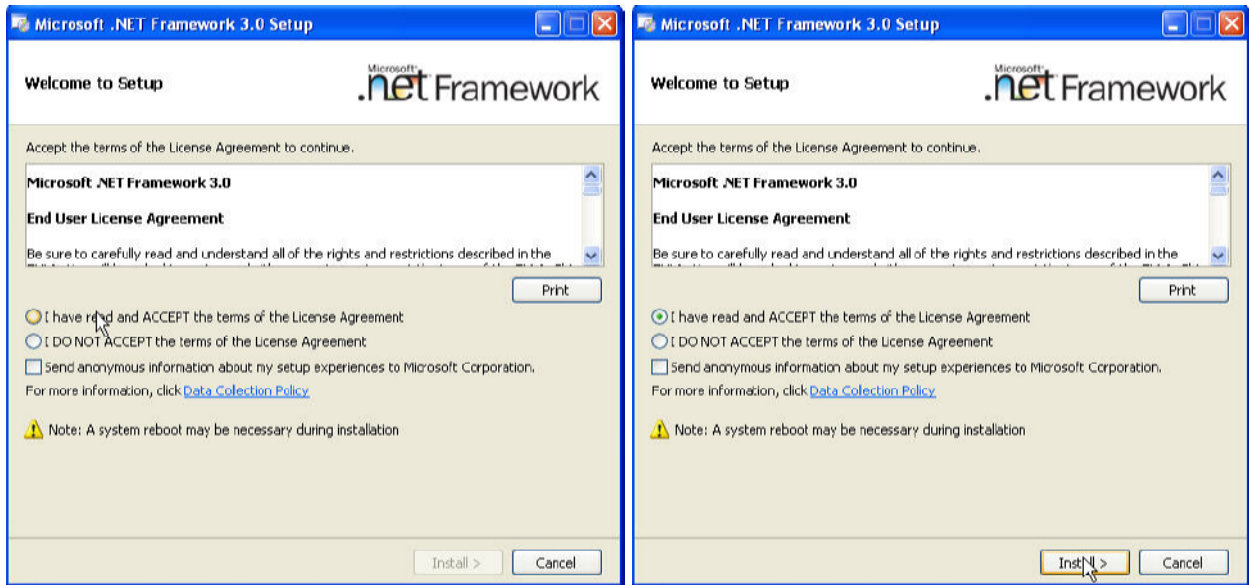 Microsoft .NET Framework 3.0 Setup
Welcome to Setup
Microsoft
.net Framework
Accept the terms of the License Agreement to continue.
Microsoft .NET Framework 3.0
End User License Agreement
Be sure to carefully read and understand all of the rights and restrictions described in the
Print
I have read and ACCEPT the terms of the License Agreement
I DO NOT ACCEPT the terms of the License Agreement
Send anonymous information about my setup experiences to Microsoft Corporation.
For more information, click Data Colection Policy
Note: A system reboot may be necessary during installation
Install > Cancel
Microsoft .NET Framework 3.0 Setup
Welcome to Setup
Microsoft
.net Framework
Accept the terms of the License Agreement to continue.
Microsoft .NET Framework 3.0
End User License Agreement
Be sure to carefully read and understand all of the rights and restrictions described in the
Print
I have read and ACCEPT the terms of the License Agreement
I DO NOT ACCEPT the terms of the License Agreement
Send anonymous information about my setup experiences to Microsoft Corporation.
For more information, click Data Colection Policy
Note: A system reboot may be necessary during installation
Install > Cancel